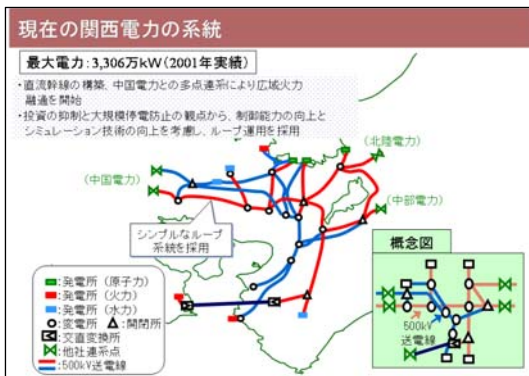 現在の関西電力の系統
最大電力：3,306万kW（2001年実績）
・直流幹線の構築、中国電力との多点連系により広域火力
融通を開始
・投資の抑制と大規模停電防止の観点から、制御能力の向上と
シミュレーション技術の向上を考慮し、ループ運用を採用
（北陸電力）
（中国電力）
（中部電力）
シンプルなループ
系統を採用
概念図
：発電所（原子力）
：発電所（火力）
：発電所（水力）
：変電所 ：開閉所
：交直変換所
：他社連系点
：500kV送電線
500kV
送電線